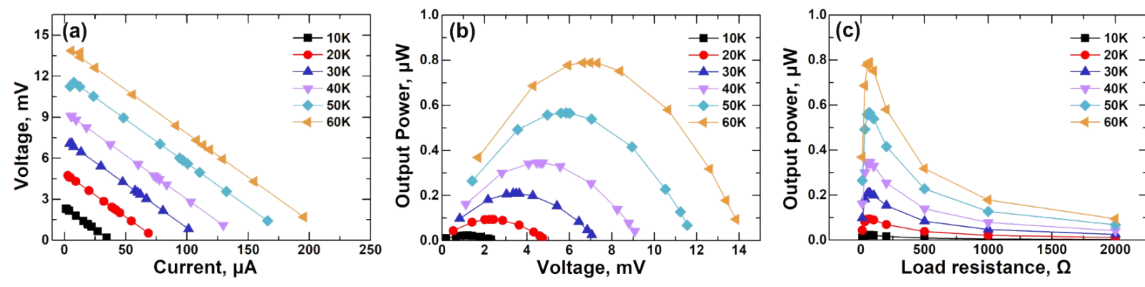 (a)
10K
20K
30K
40K
50K
60K
15
12
9
6
3
0
0 50 100 150 200 250
Voltage, mV
Current, µA
(b)
10K
20K
30K
40K
50K
60K
1.0
0.8
0.6
0.4
0.2
0.0
0 2 4 6 8 10 12 14
Output Power, µW
Voltage, mV
(c)
10K
20K
30K
40K
50K
60K
1.0
0.8
0.6
0.4
0.2
0.0
0 500 1000 1500 2000
Output power, µW
Load resistance, Ω